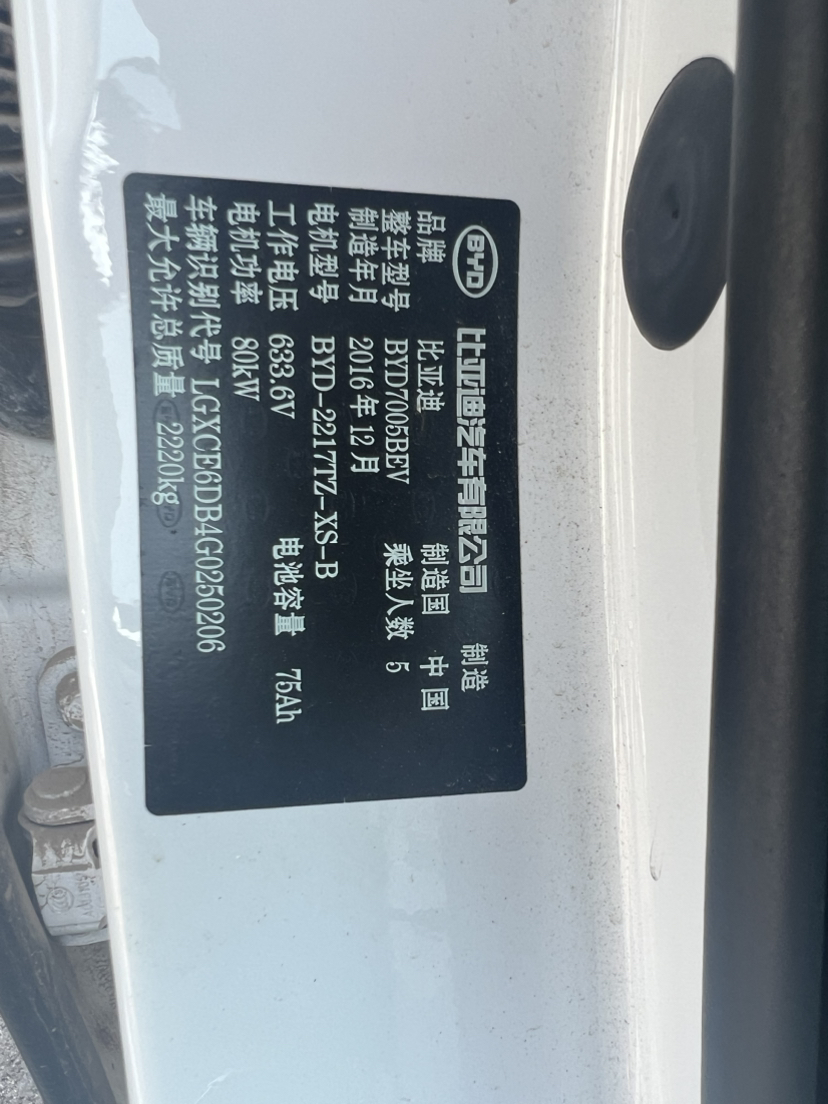 BYD 比亚迪汽车有限公司 制造
品牌 比亚迪 制造国 中国
整车型号 BYD7005BEV 乘坐人数 5
制造年月 2016年12月
电机型号 BYD-2217TZ-XS-B
工作电压 633.6V 电池容量 75Ah
电机功率 80kW
车辆识别代号 LGXCE6DB4G0250206
最大允许总质量 2220kg